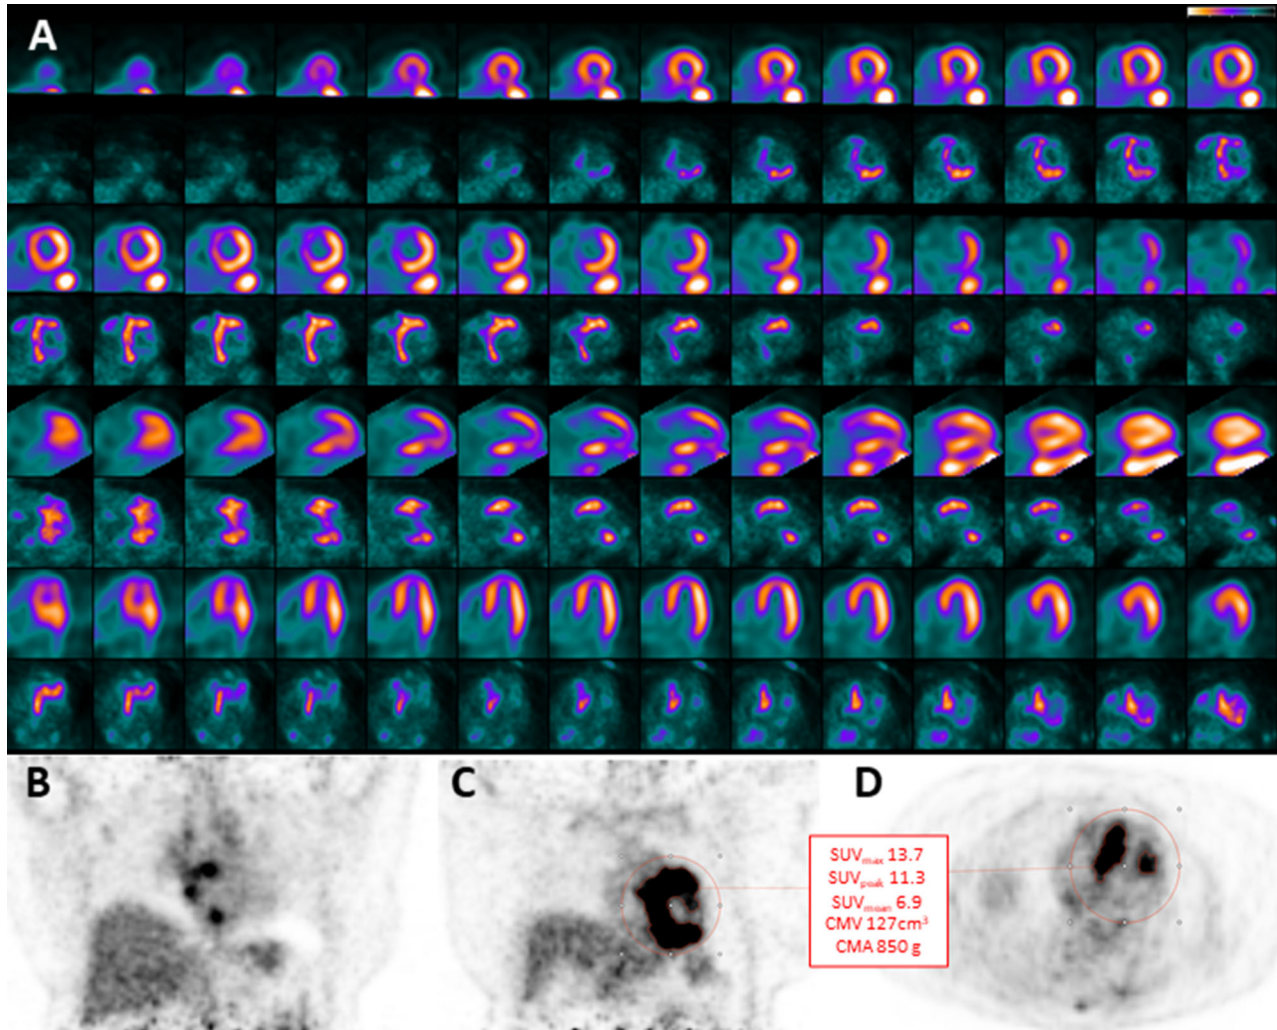 A
B
C
D
SUVmax 13.7
SUVpeak 11.3
SUVmean 6.9
CMV 127cm³
CMA 850 g